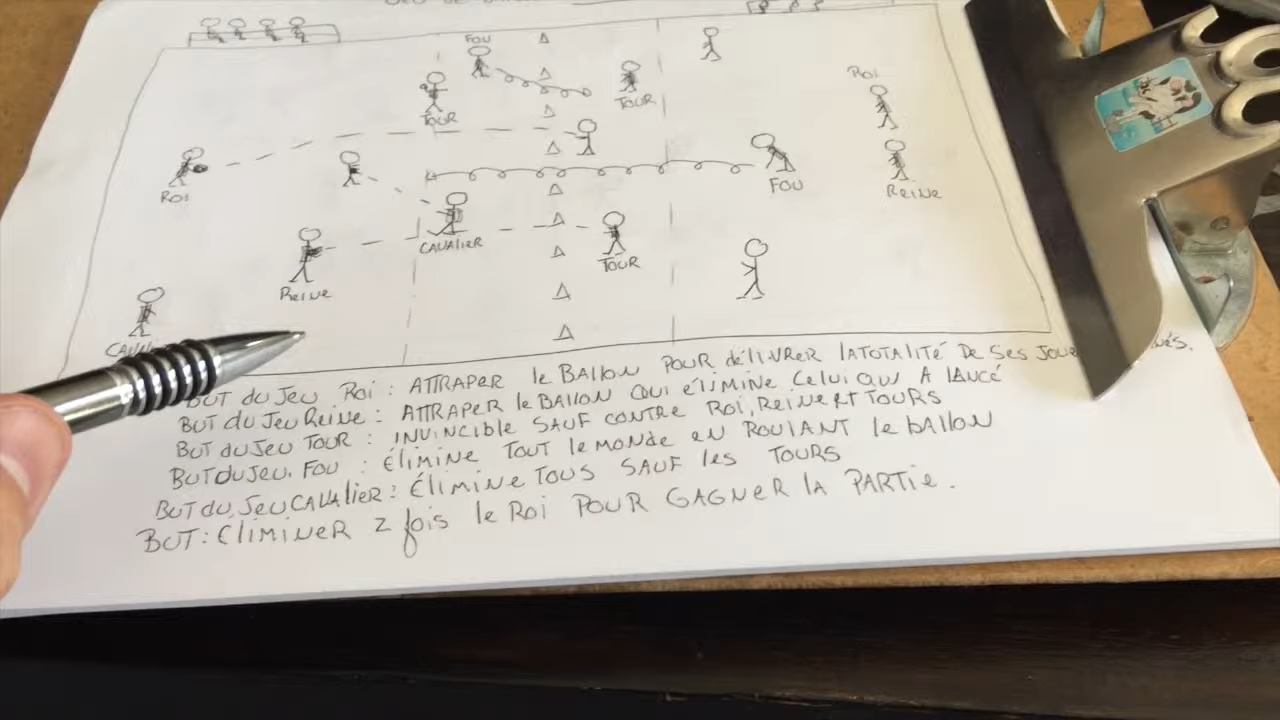 FOU
TOUR
TOUR
ROI
ROI
FOU
REINE
CAVALIER
TOUR
REINE
BUT DU JEU ROI : ATTRAPER le BALLON POUR déLIVRER LA TOTALITÉ De Ses
BUT DU JEU Reine : ATTRAPER le BALLON QUI éLIMINE Celui QUI A LANCÉ
BUT DU JEU TOUR : INVINCIBLE SAUF CONTRE ROI, Reine et TOURS
BUT DU JEU FOU : ÉLIMINE TOUT le MONDE en ROULANT le BALLON
BUT DU JEU CAVALIER : ÉLIMINE TOUS SAUF les TOURS
BUT : ÉLIMINER 2 fois le ROI POUR GAGNER LA PARTIE.